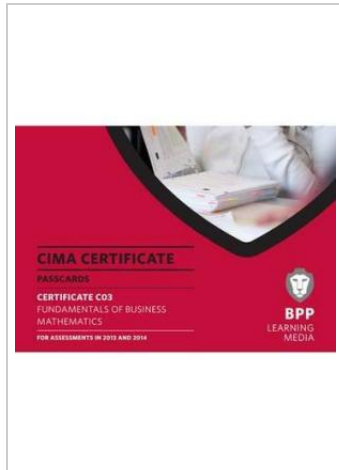 CIMA CERTIFICATE
PASSCARDS
CERTIFICATE C03
FUNDAMENTALS OF BUSINESS
MATHEMATICS
FOR ASSESSMENTS IN 2013 AND 2014
BPP
LEARNING
MEDIA